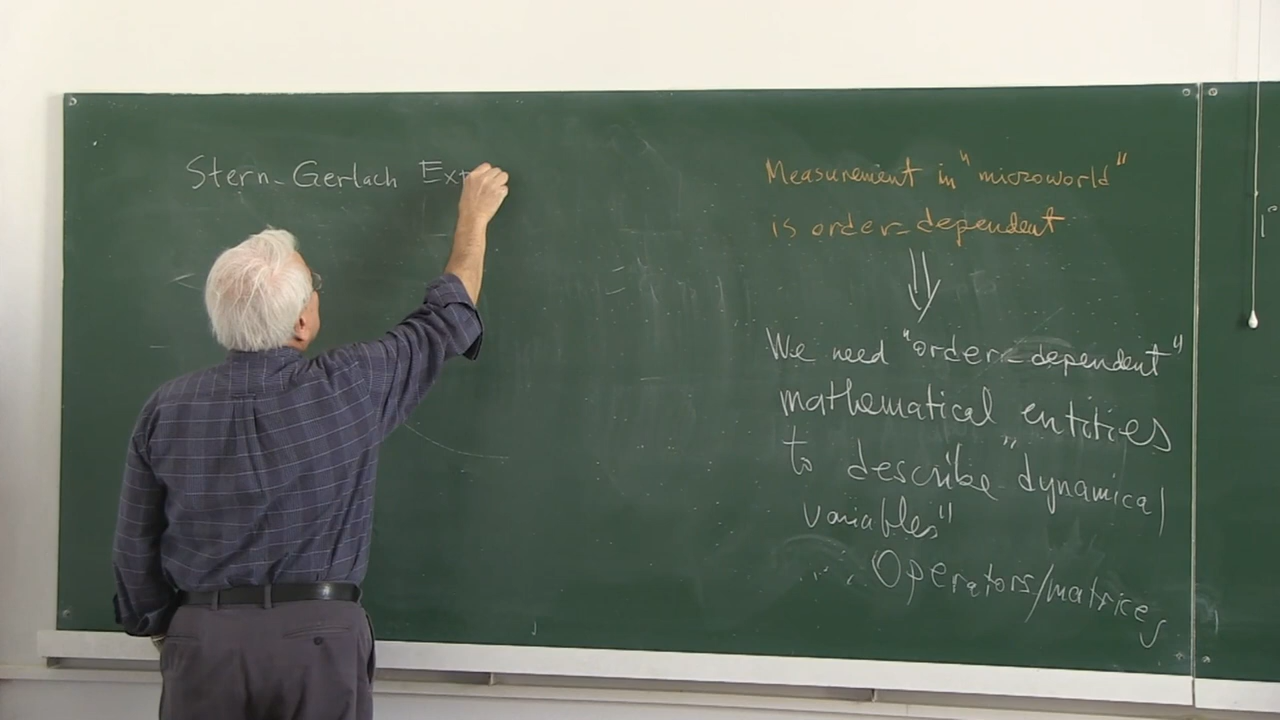 Stern-Gerlach Exp
Measurement in "microworld"
is order-dependent
⇓
We need "order-dependent"
mathematical entities
to describe "dynamical
variables"
∴ Operators/matrices